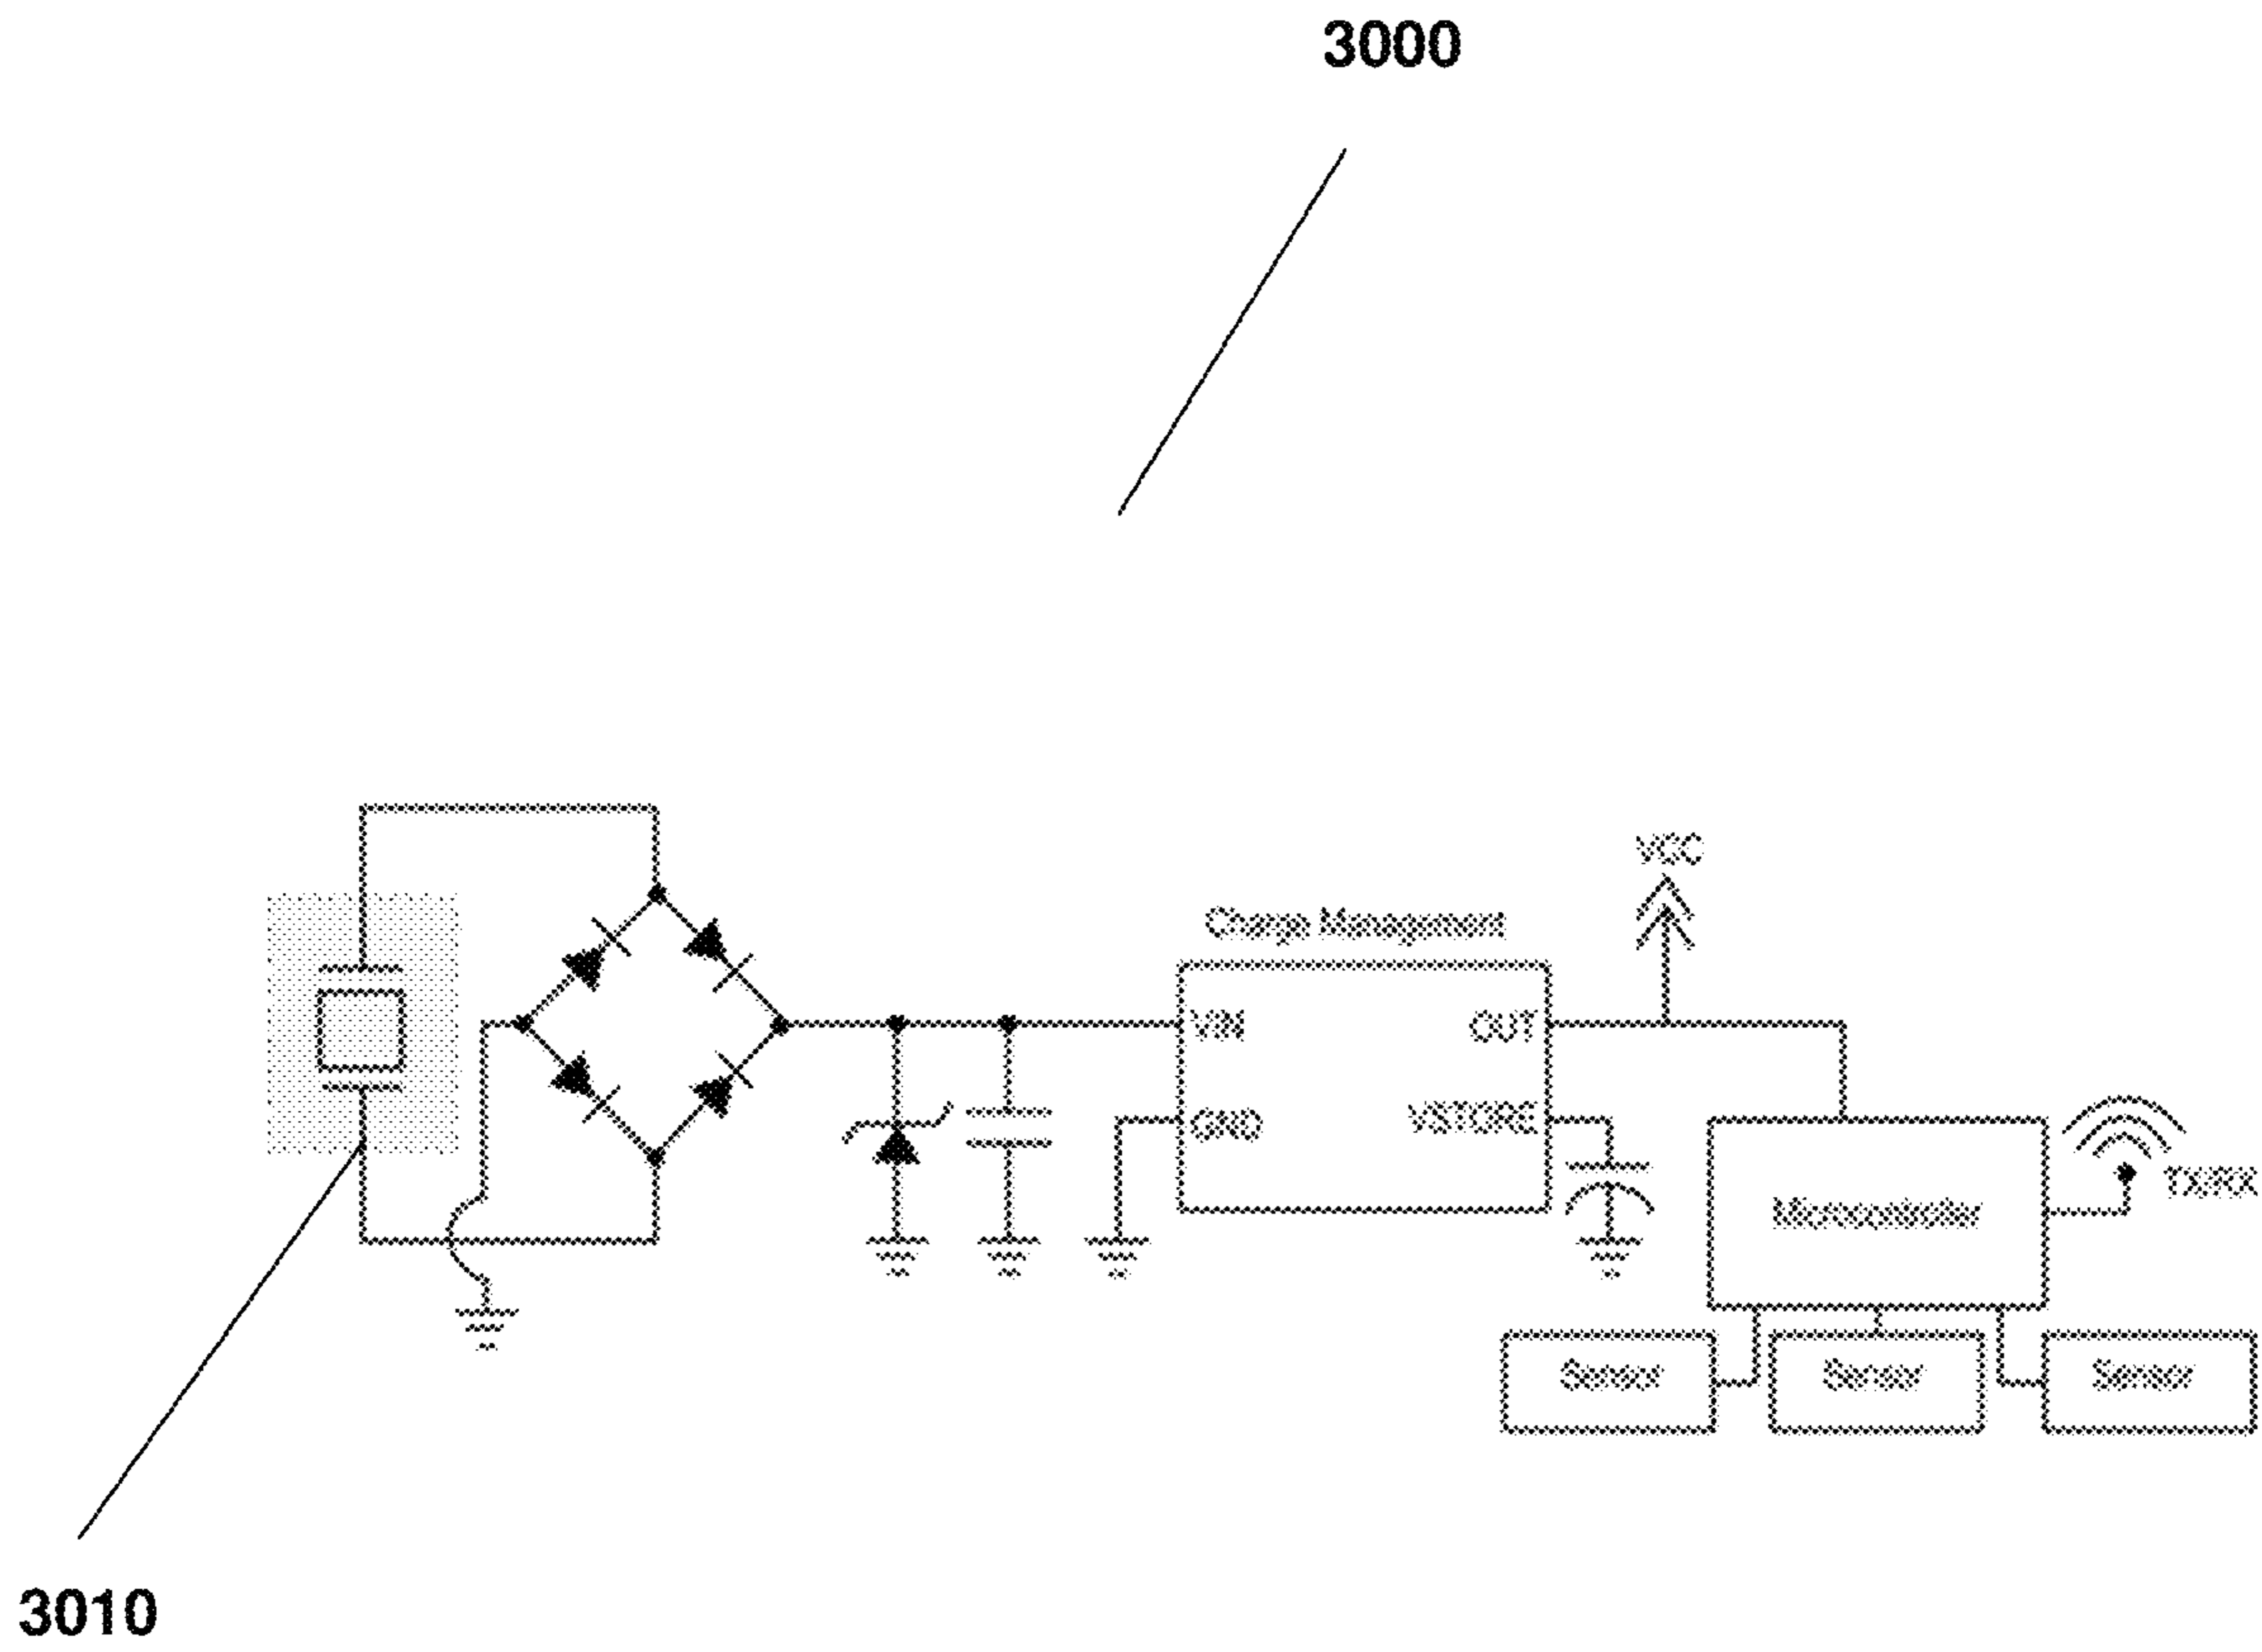 3000
VCC
Charge Management
VIN
OUT
GND
VSTORE
TX/RX
Microcontroller
Sensor
Sensor
Sensor
3010